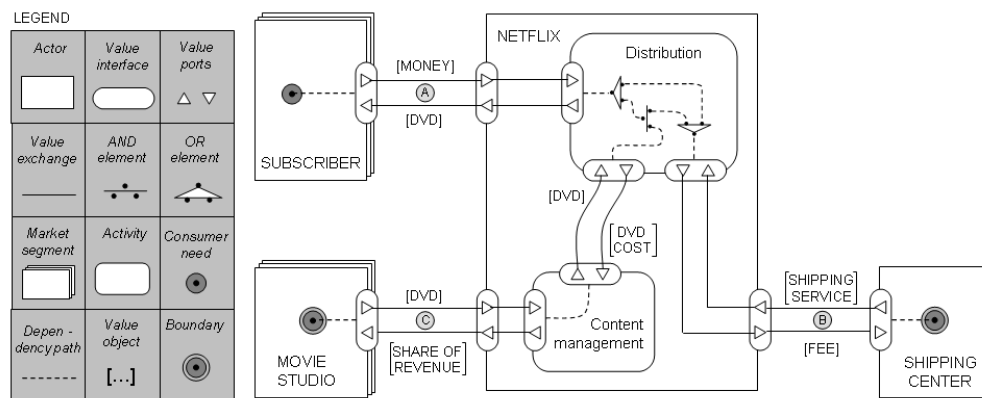 LEGEND
Actor
Value
interface
Value
ports
Value
exchange
AND
element
OR
element
Market
segment
Activity
Consumer
need
Depen -
dency path
Value
object
[...]
Boundary
SUBSCRIBER
[MONEY]
A
[DVD]
NETFLIX
Distribution
[DVD]
[DVD
COST]
MOVIE
STUDIO
[DVD]
C
[SHARE OF
REVENUE]
Content
management
[SHIPPING
SERVICE]
B
[FEE]
SHIPPING
CENTER